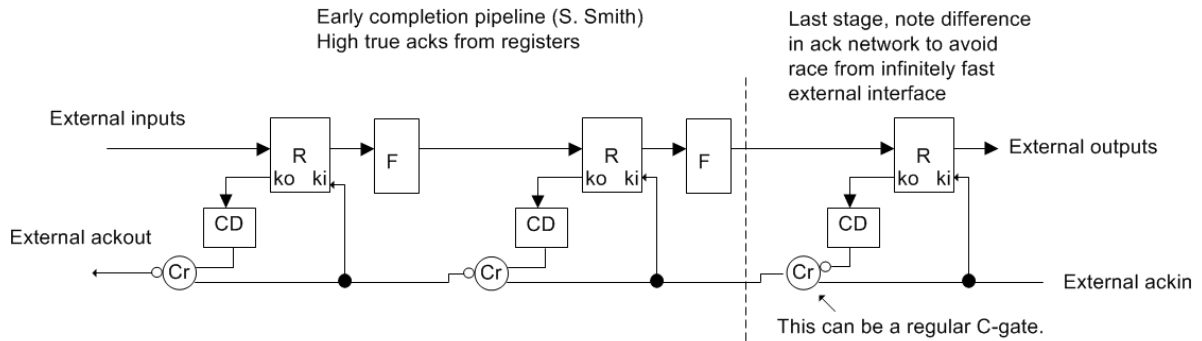 Early completion pipeline (S. Smith)
High true acks from registers
Last stage, note difference
in ack network to avoid
race from infinitely fast
external interface
External inputs
R
ko ki
F
R
ko ki
F
R
ko ki
External outputs
CD
CD
CD
External ackout
Cr
Cr
Cr
External ackin
This can be a regular C-gate.